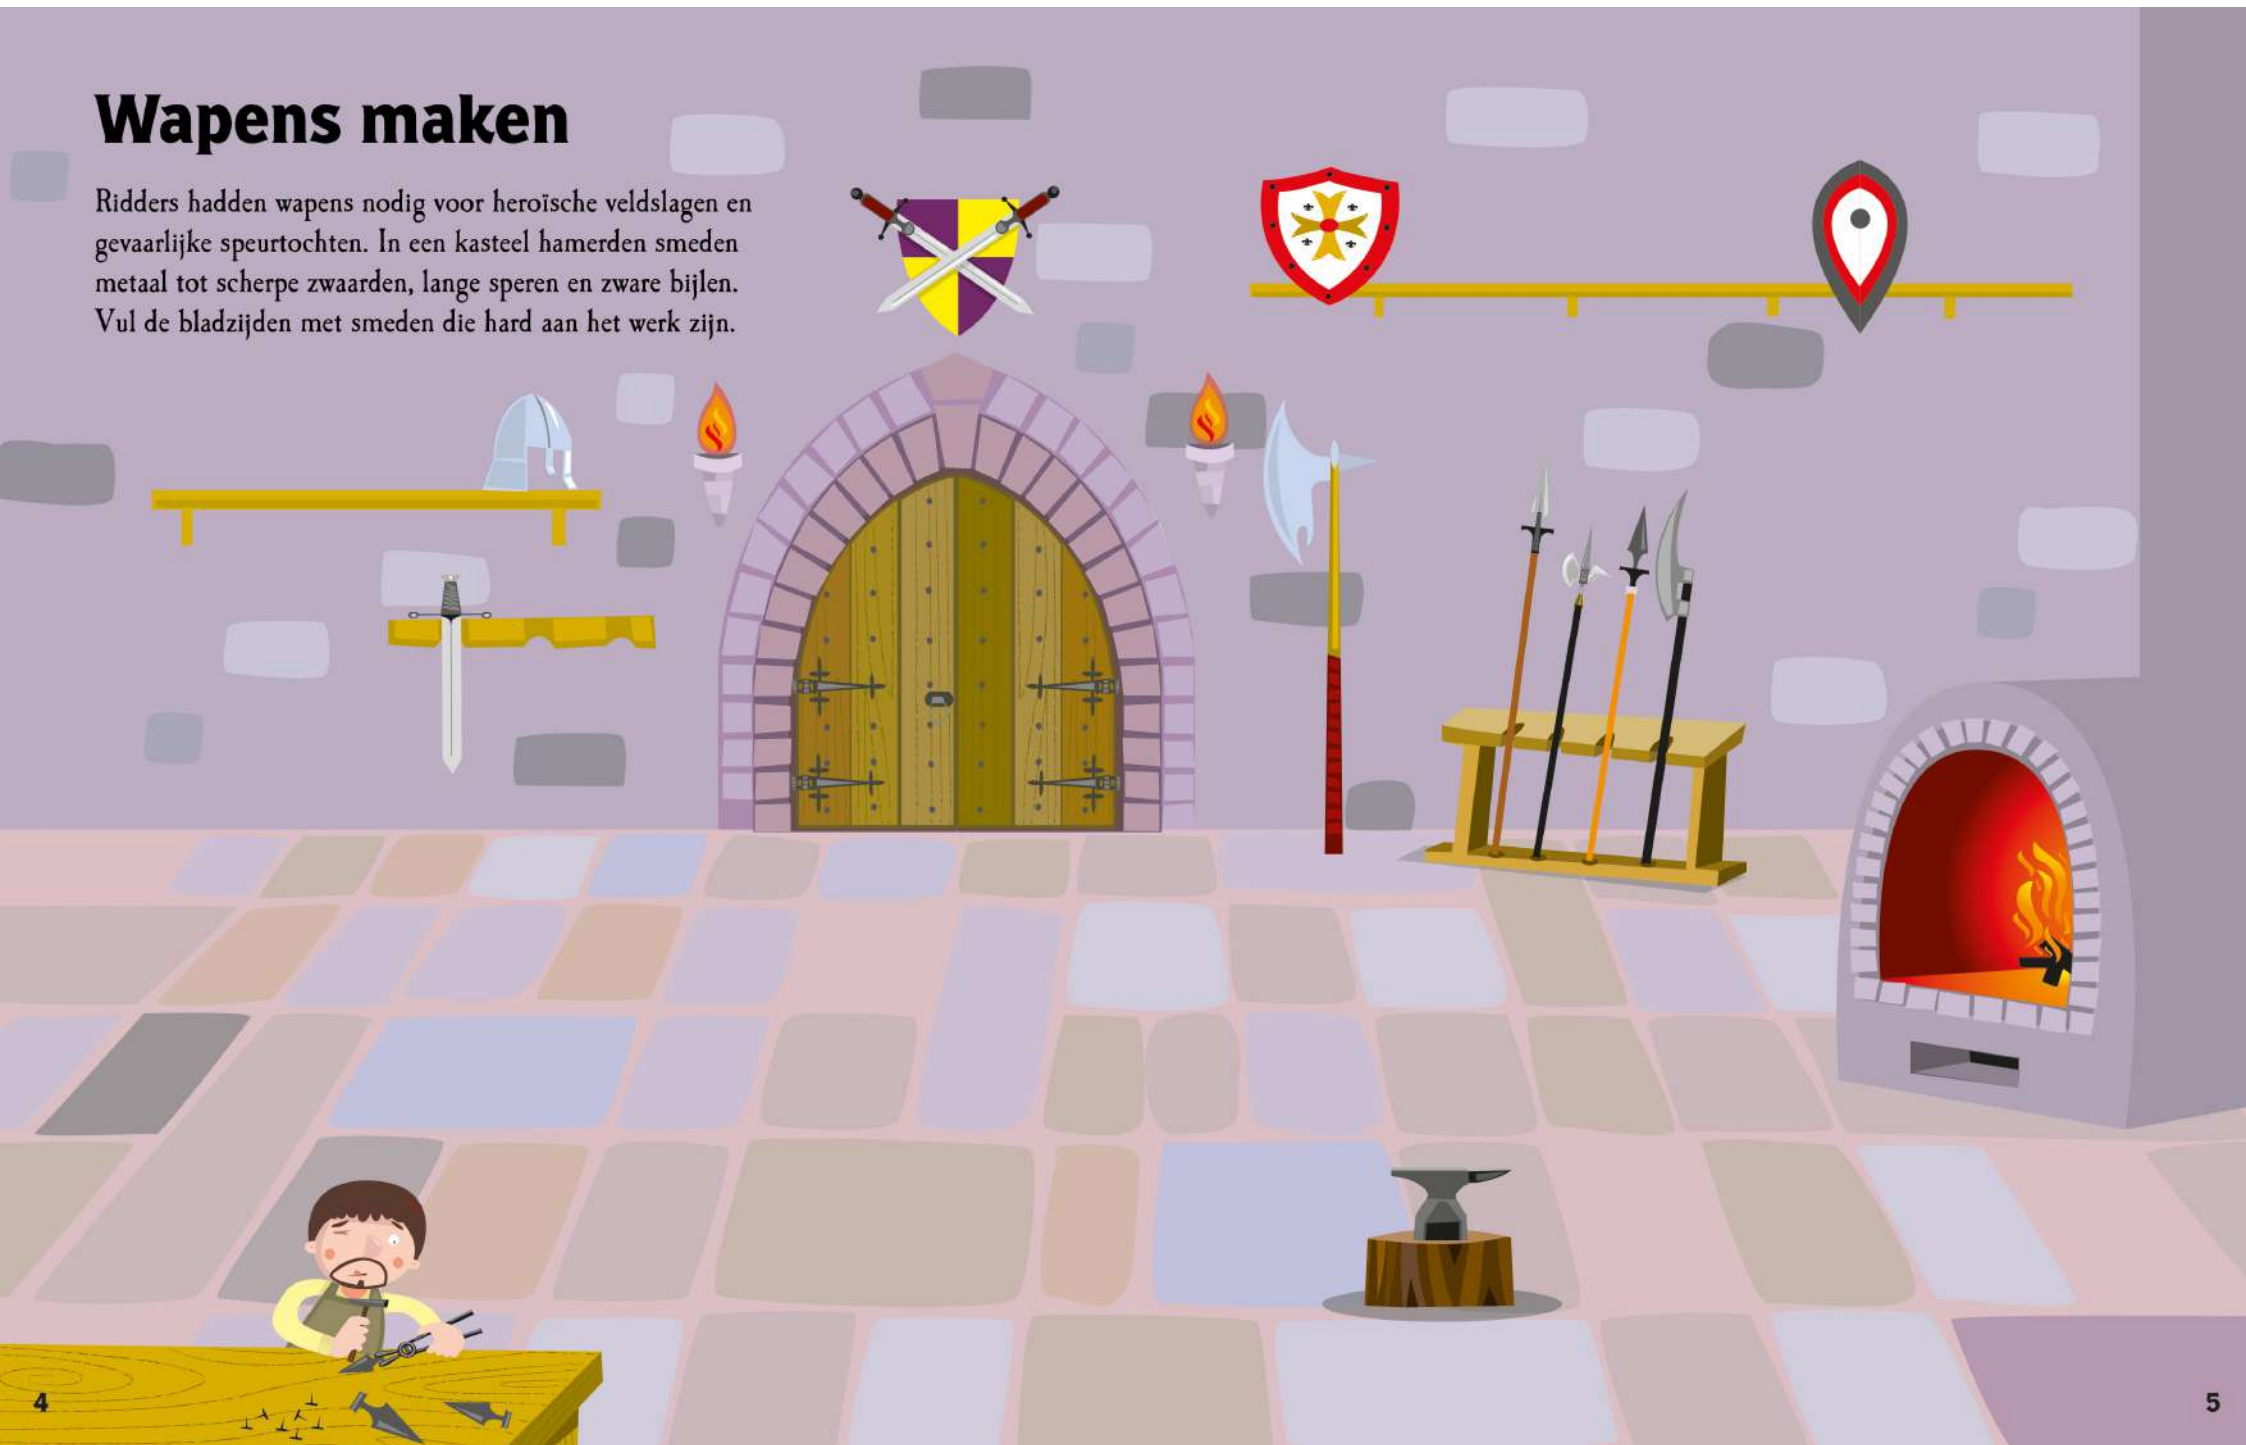 Wapens maken
Ridders hadden wapens nodig voor heroïsche veldslagen en
gevaarlijke speurtochten. In een kasteel hamerden smeden
metaal tot scherpe zwaarden, lange speren en zware bijlen.
Vul de bladzijden met smeden die hard aan het werk zijn.
4
5